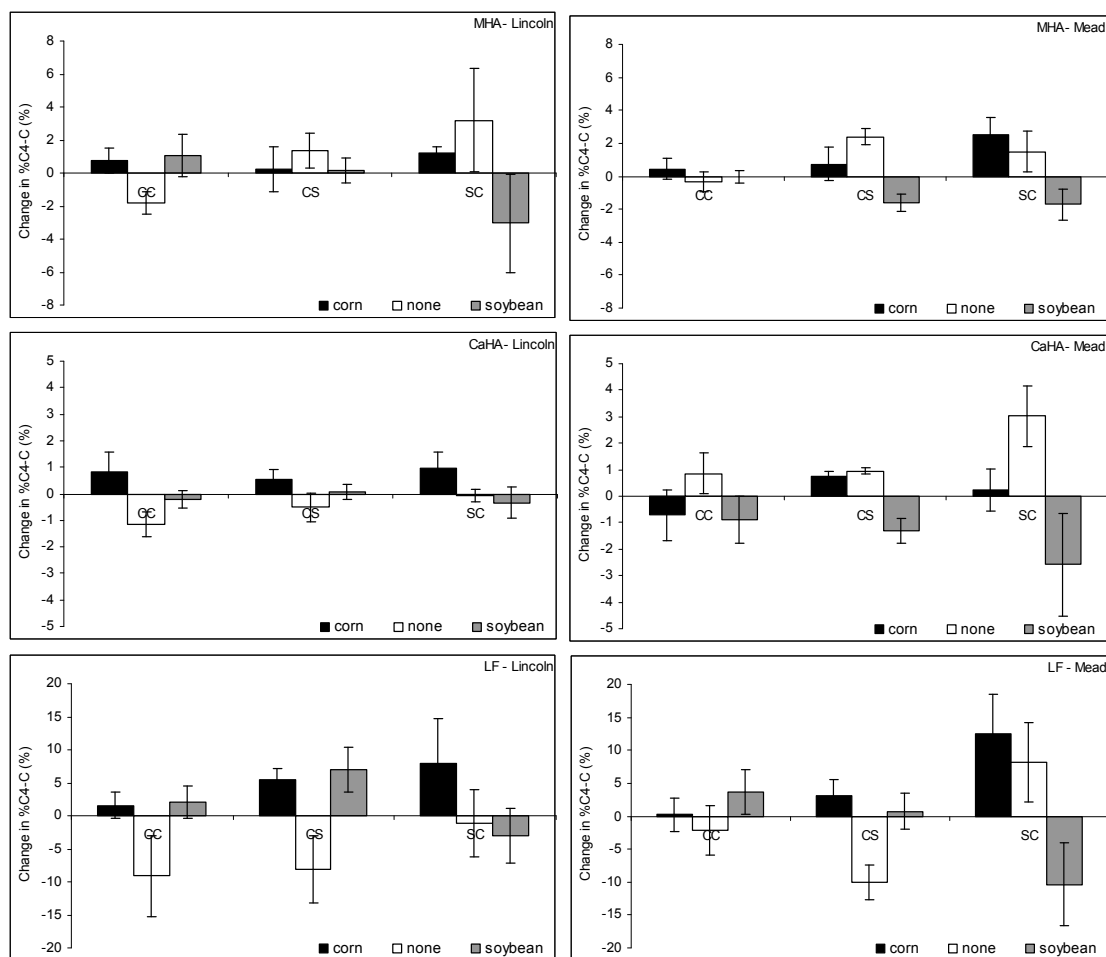 MHA- Lincoln
Change in %C4-C (%)
8
6
4
2
0
-2
-4
-6
-8
CC
CS
SC
corn none soybean
MHA- Mead
Change in %C4-C (%)
8
6
4
2
0
-2
-4
-6
-8
CC
CS
SC
corn none soybean
CaHA- Lincoln
Change in %C4-C (%)
5
4
3
2
1
0
-1
-2
-3
-4
-5
CC
CS
SC
corn none soybean
CaHA- Mead
Change in %C4-C (%)
5
4
3
2
1
0
-1
-2
-3
-4
-5
CC
CS
SC
corn none soybean
LF - Lincoln
Change in %C4-C (%)
20
15
10
5
0
-5
-10
-15
-20
CC
CS
SC
corn none soybean
LF - Mead
Change in %C4-C (%)
20
15
10
5
0
-5
-10
-15
-20
CC
CS
SC
corn none soybean